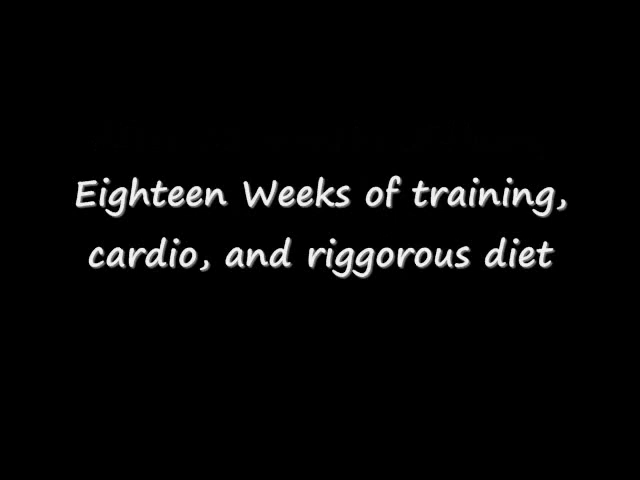 Eighteen Weeks of training,
cardio, and riggorous diet